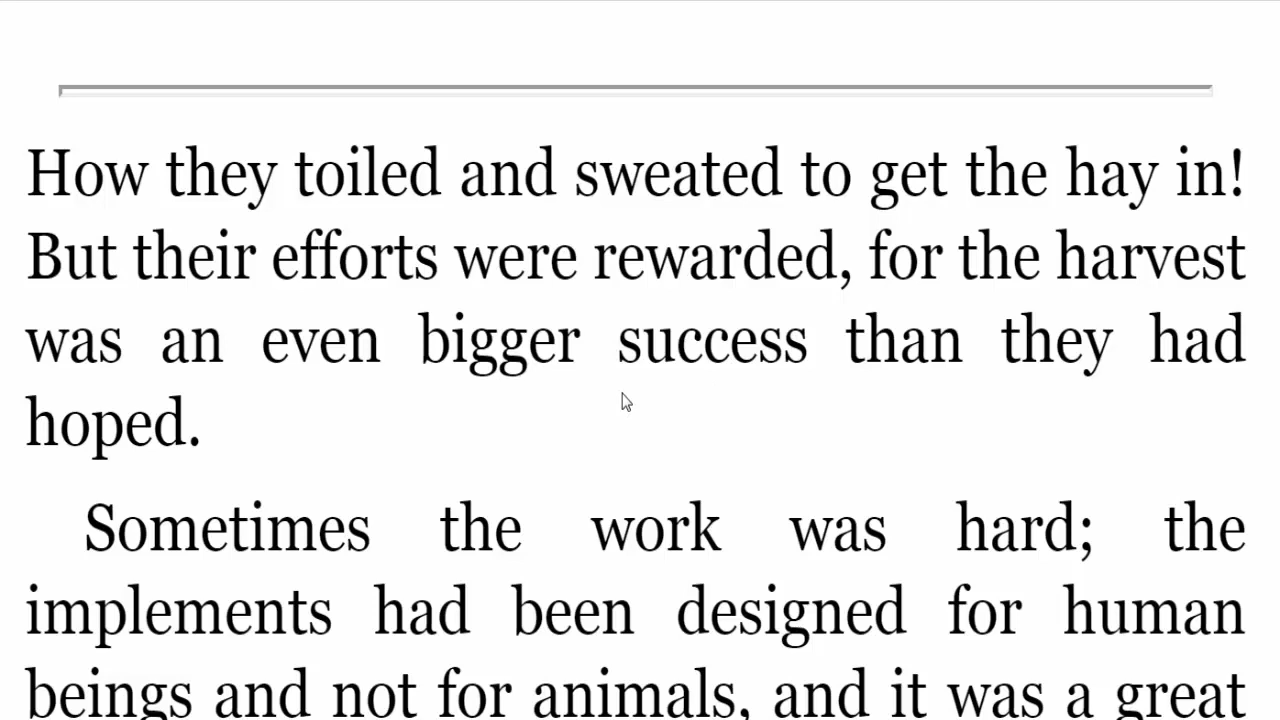 How they toiled and sweated to get the hay in!
But their efforts were rewarded, for the harvest
was an even bigger success than they had
hoped.
Sometimes the work was hard; the
implements had been designed for human
beings and not for animals, and it was a great